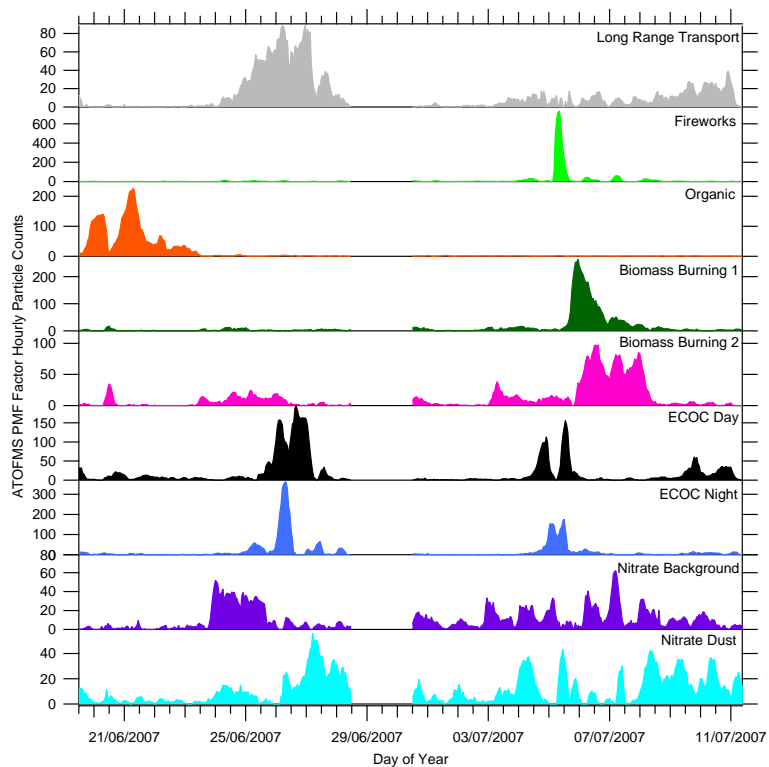 ATOFMS PMF Factor Hourly Particle Counts
80
60
40
20
0
Long Range Transport
600
400
200
0
Fireworks
200
100
0
Organic
200
100
0
Biomass Burning 1
100
50
0
Biomass Burning 2
150
100
50
0
ECOC Day
300
200
100
0
ECOC Night
80
60
40
20
0
Nitrate Background
40
20
0
Nitrate Dust
21/06/2007 25/06/2007 29/06/2007 03/07/2007 07/07/2007 11/07/2007
Day of Year